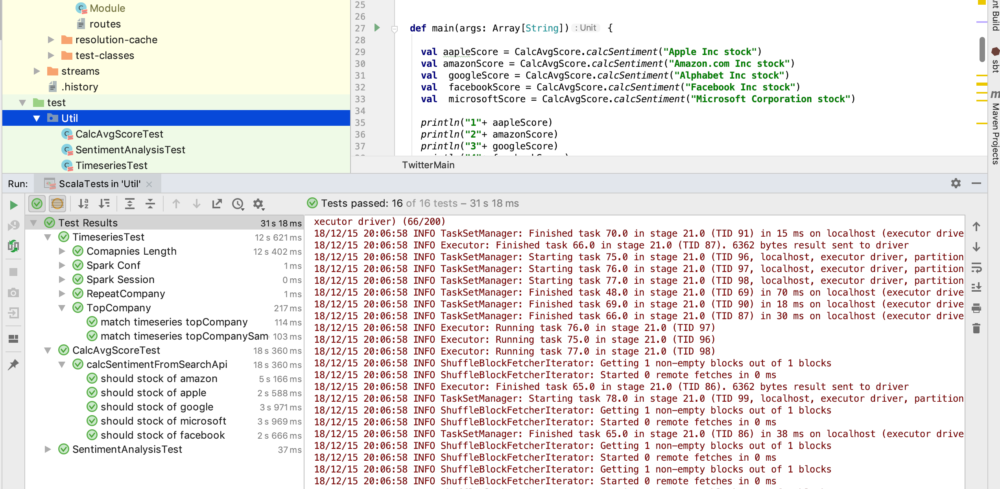 Module
routes
resolution-cache
test-classes
streams
.history
test
Util
CalcAvgScoreTest
SentimentAnalysisTest
TimeseriesTest
25
26
27 def main(args: Array[String]) : Unit {
28
29 val aapleScore = CalcAvgScore.calcSentiment("Apple Inc stock")
30 val amazonScore = CalcAvgScore.calcSentiment("Amazon.com Inc stock")
31 val googleScore = CalcAvgScore.calcSentiment("Alphabet Inc stock")
32 val facebookScore = CalcAvgScore.calcSentiment("Facebook Inc stock")
33 val microsoftScore = CalcAvgScore.calcSentiment("Microsoft Corporation stock")
34
35 println("1"+ aapleScore)
36 println("2"+ amazonScore)
37 println("3"+ googleScore)
TwitterMain
Ant Build
sbt
Maven Projects
Run: ScalaTests in 'Util'
Tests passed: 16 of 16 tests – 31 s 18 ms
Test Results 31 s 18 ms
TimeseriesTest 12 s 621 ms
Comapnies Length 12 s 402 ms
Spark Conf 1 ms
Spark Session 0 ms
RepeatCompany 1 ms
TopCompany 217 ms
match timeseries topCompany 114 ms
match timeseries topCompanySam 103 ms
CalcAvgScoreTest 18 s 360 ms
calcSentimentFromSearchApi 18 s 360 ms
should stock of amazon 5 s 166 ms
should stock of apple 2 s 588 ms
should stock of google 3 s 971 ms
should stock of microsoft 3 s 969 ms
should stock of facebook 2 s 666 ms
SentimentAnalysisTest 37 ms
xecutor driver) (66/200)
18/12/15 20:06:58 INFO TaskSetManager: Finished task 70.0 in stage 21.0 (TID 91) in 15 ms on localhost (executor drive
18/12/15 20:06:58 INFO Executor: Finished task 66.0 in stage 21.0 (TID 87). 6362 bytes result sent to driver
18/12/15 20:06:58 INFO TaskSetManager: Starting task 75.0 in stage 21.0 (TID 96, localhost, executor driver, partition
18/12/15 20:06:58 INFO TaskSetManager: Starting task 76.0 in stage 21.0 (TID 97, localhost, executor driver, partition
18/12/15 20:06:58 INFO TaskSetManager: Starting task 77.0 in stage 21.0 (TID 98, localhost, executor driver, partition
18/12/15 20:06:58 INFO TaskSetManager: Finished task 48.0 in stage 21.0 (TID 69) in 70 ms on localhost (executor drive
18/12/15 20:06:58 INFO TaskSetManager: Finished task 69.0 in stage 21.0 (TID 90) in 18 ms on localhost (executor drive
18/12/15 20:06:58 INFO TaskSetManager: Finished task 66.0 in stage 21.0 (TID 87) in 30 ms on localhost (executor drive
18/12/15 20:06:58 INFO Executor: Running task 76.0 in stage 21.0 (TID 97)
18/12/15 20:06:58 INFO Executor: Running task 75.0 in stage 21.0 (TID 96)
18/12/15 20:06:58 INFO Executor: Running task 77.0 in stage 21.0 (TID 98)
18/12/15 20:06:58 INFO ShuffleBlockFetcherIterator: Getting 1 non-empty blocks out of 1 blocks
18/12/15 20:06:58 INFO ShuffleBlockFetcherIterator: Started 0 remote fetches in 0 ms
18/12/15 20:06:58 INFO Executor: Finished task 65.0 in stage 21.0 (TID 86). 6362 bytes result sent to driver
18/12/15 20:06:58 INFO TaskSetManager: Starting task 78.0 in stage 21.0 (TID 99, localhost, executor driver, partition
18/12/15 20:06:58 INFO ShuffleBlockFetcherIterator: Getting 1 non-empty blocks out of 1 blocks
18/12/15 20:06:58 INFO ShuffleBlockFetcherIterator: Started 0 remote fetches in 0 ms
18/12/15 20:06:58 INFO TaskSetManager: Finished task 65.0 in stage 21.0 (TID 86) in 38 ms on localhost (executor drive
18/12/15 20:06:58 INFO ShuffleBlockFetcherIterator: Getting 1 non-empty blocks out of 1 blocks
18/12/15 20:06:58 INFO ShuffleBlockFetcherIterator: Started 0 remote fetches in 0 ms
18/12/15 20:06:58 INFO ShuffleBlockFetcherIterator: Getting 1 non-empty blocks out of 1 blocks
18/12/15 20:06:58 INFO ShuffleBlockFetcherIterator: Started 0 remote fetches in 0 ms